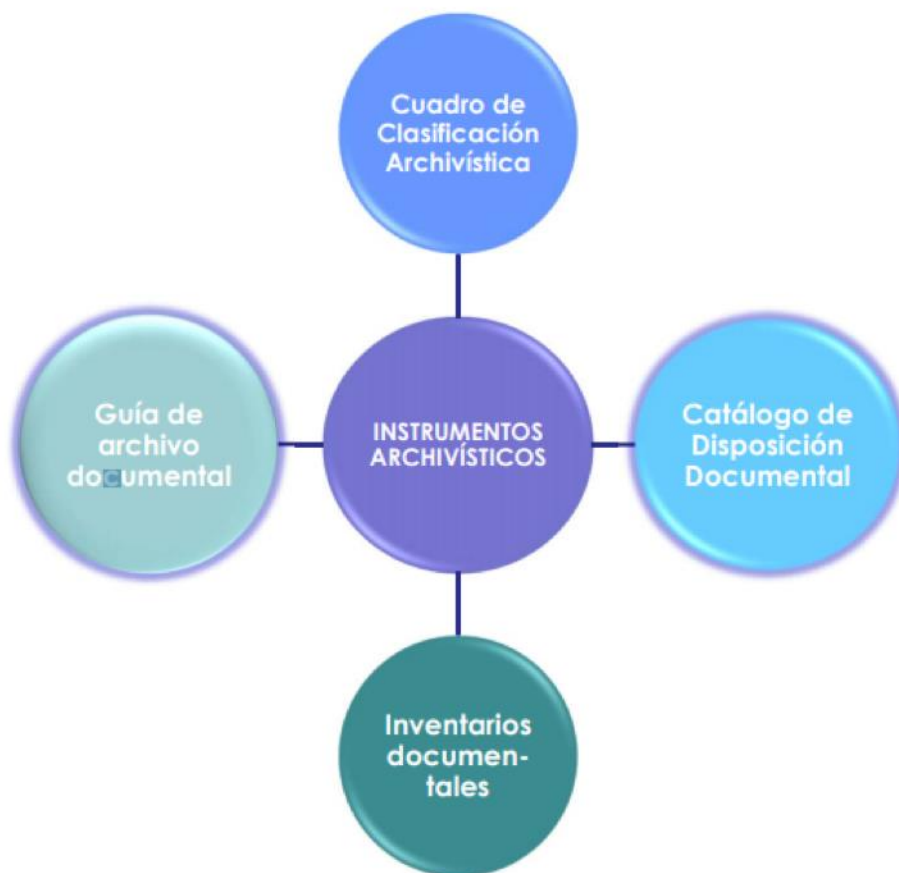 Cuadro de
Clasificación
Archivística
Guía de
archivo
documental
INSTRUMENTOS
ARCHIVÍSTICOS
Catálogo de
Disposición
Documental
Inventarios
documen-
tales